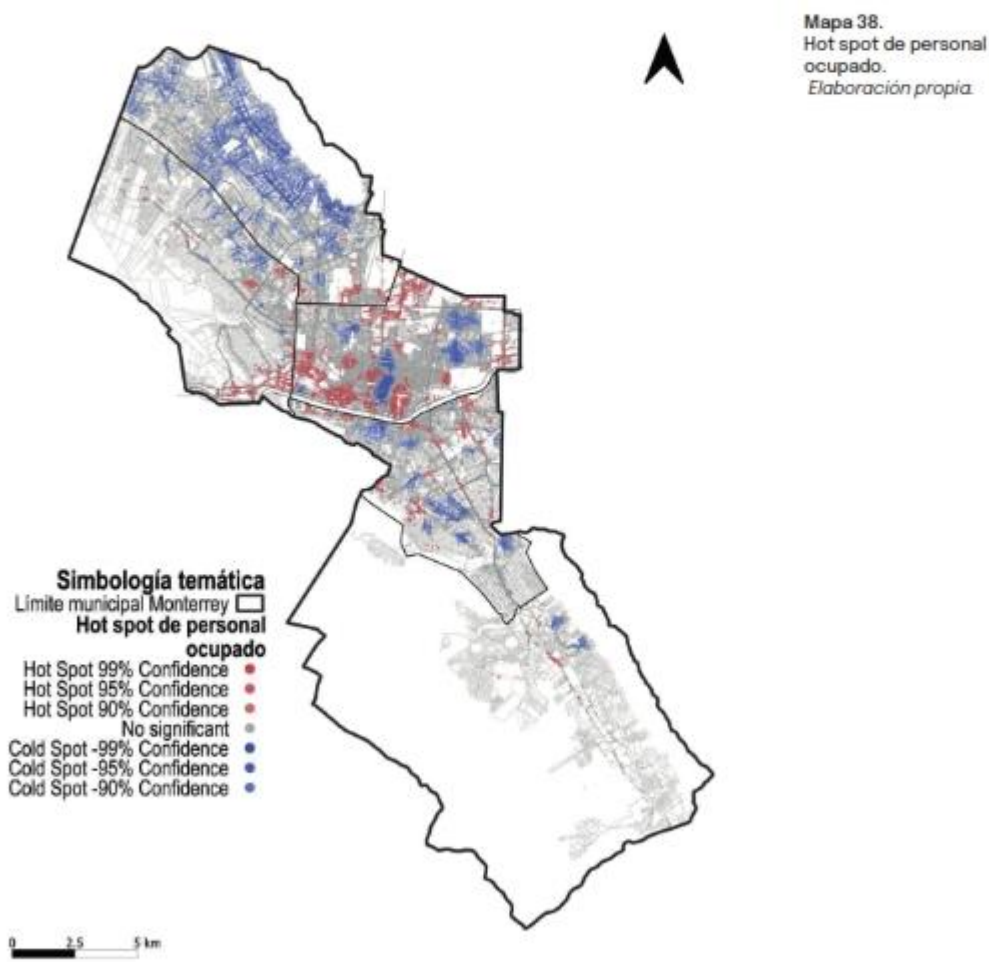 Mapa 38.
Hot spot de personal
ocupado.
Elaboración propia.
Simbología temática
Límite municipal Monterrey
Hot spot de personal
ocupado
Hot Spot 99% Confidence
Hot Spot 95% Confidence
Hot Spot 90% Confidence
No significant
Cold Spot -99% Confidence
Cold Spot -95% Confidence
Cold Spot -90% Confidence
0 2.5 5 km